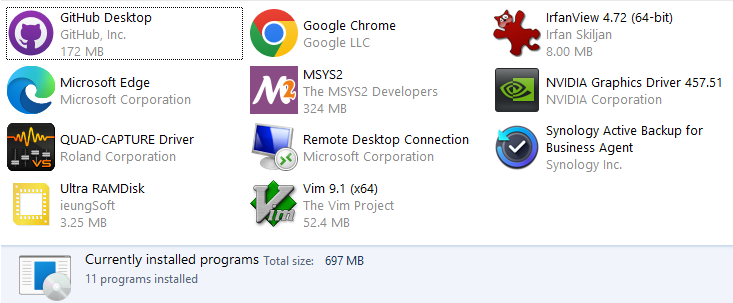 GitHub Desktop
GitHub, Inc.
172 MB
Google Chrome
Google LLC
IrfanView 4.72 (64-bit)
Irfan Skiljan
8.00 MB
Microsoft Edge
Microsoft Corporation
M2
MSYS2
The MSYS2 Developers
324 MB
NVIDIA Graphics Driver 457.51
NVIDIA Corporation
VS
QUAD-CAPTURE Driver
Roland Corporation
Remote Desktop Connection
Microsoft Corporation
Synology Active Backup for
Business Agent
Synology Inc.
Ultra RAMDisk
ieungSoft
3.25 MB
Vim
Vim 9.1 (x64)
The Vim Project
52.4 MB
Currently installed programs Total size: 697 MB
11 programs installed